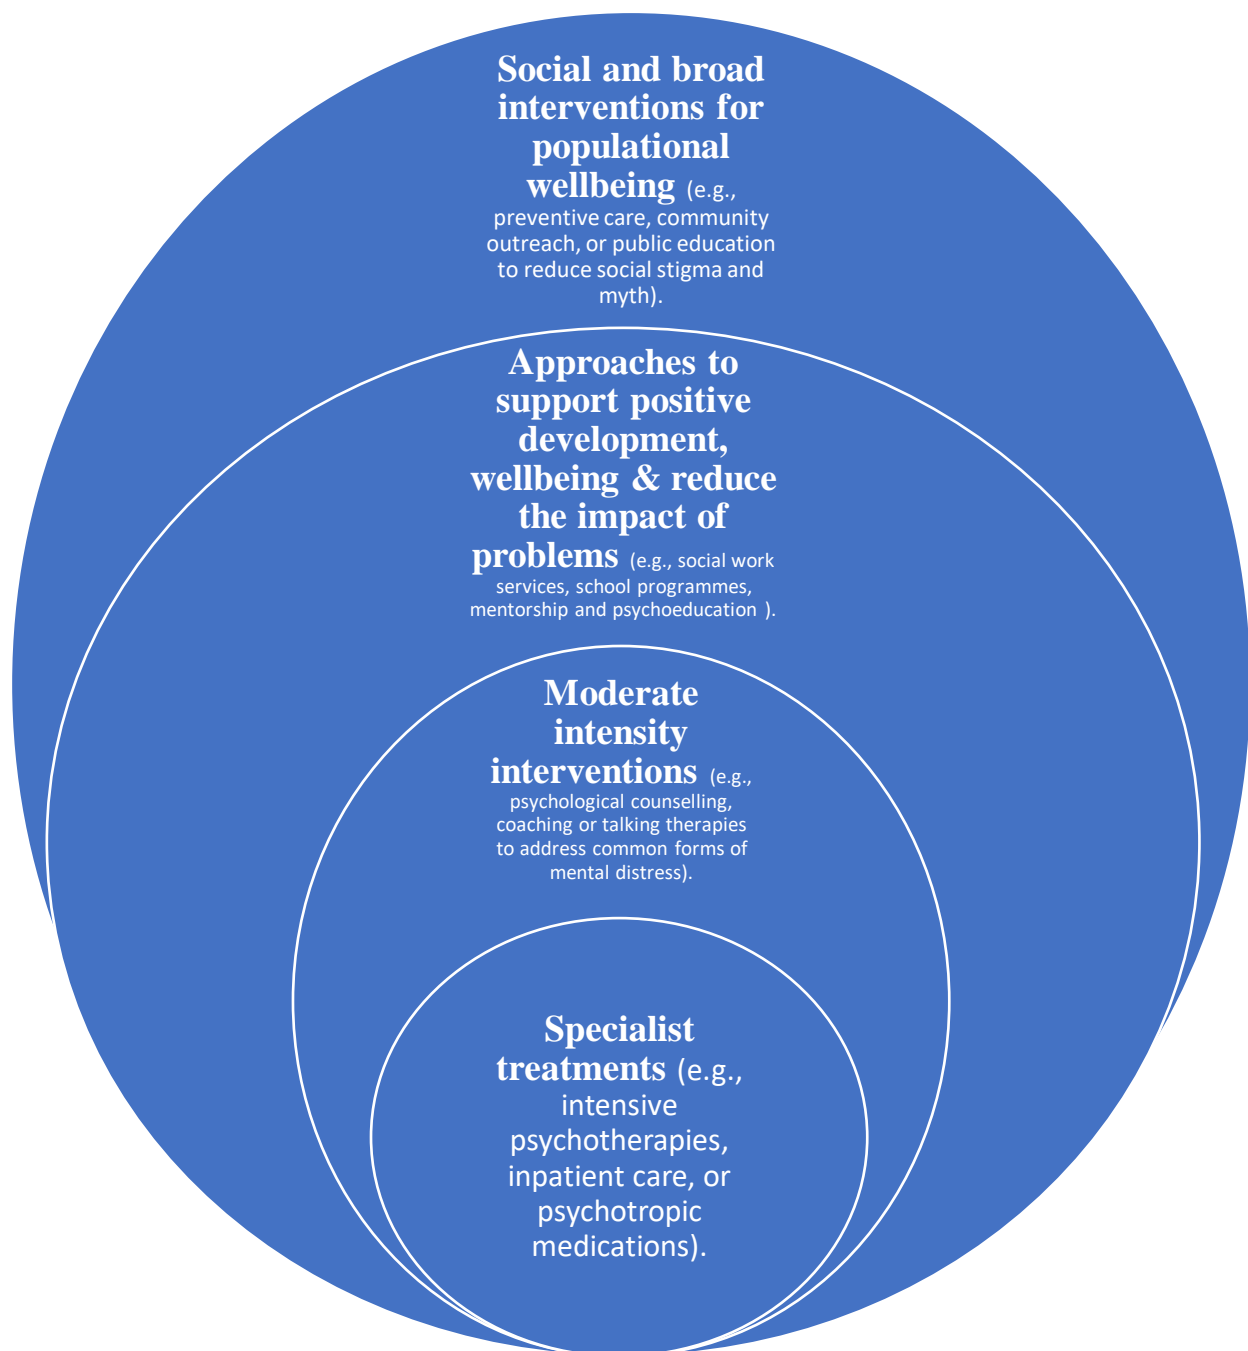 Social and broad
interventions for
populational
wellbeing (e.g.,
preventive care, community
outreach, or public education
to reduce social stigma and
myth).
Approaches to
support positive
development,
wellbeing & reduce
the impact of
problems (e.g., social work
services, school programmes,
mentorship and psychoeducation ).
Moderate
intensity
interventions (e.g.,
psychological counselling,
coaching or talking therapies
to address common forms of
mental distress).
Specialist
treatments (e.g.,
intensive
psychotherapies,
inpatient care, or
psychotropic
medications).